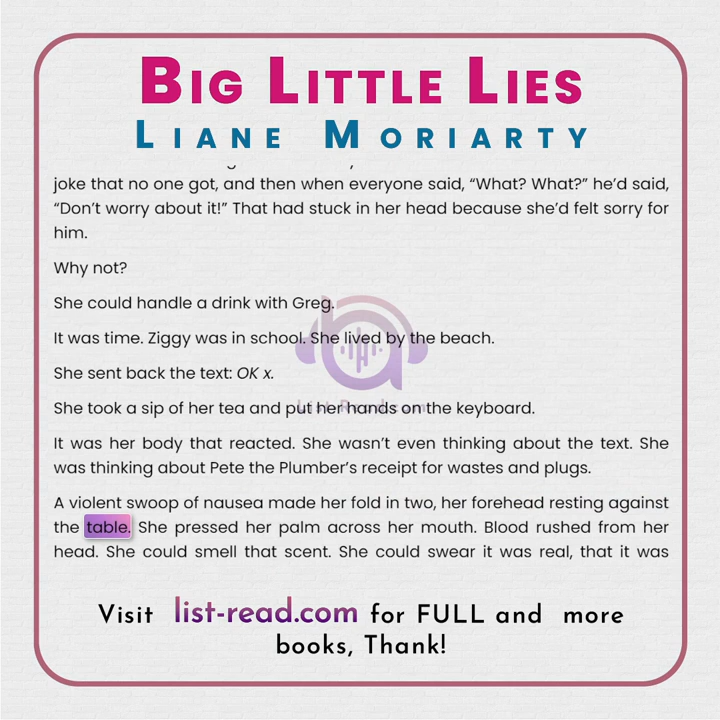 BIG LITTLE LIES
LIANE MORIARTY
joke that no one got, and then when everyone said, “What? What?” he’d said,
“Don’t worry about it!” That had stuck in her head because she’d felt sorry for
him.
Why not?
She could handle a drink with Greg.
It was time. Ziggy was in school. She lived by the beach.
She sent back the text: OK x.
She took a sip of her tea and put her hands on the keyboard.
List-Read.com
It was her body that reacted. She wasn’t even thinking about the text. She
was thinking about Pete the Plumber’s receipt for wastes and plugs.
A violent swoop of nausea made her fold in two, her forehead resting against
the table. She pressed her palm across her mouth. Blood rushed from her
head. She could smell that scent. She could swear it was real, that it was
Visit list-read.com for FULL and more
books, Thank!